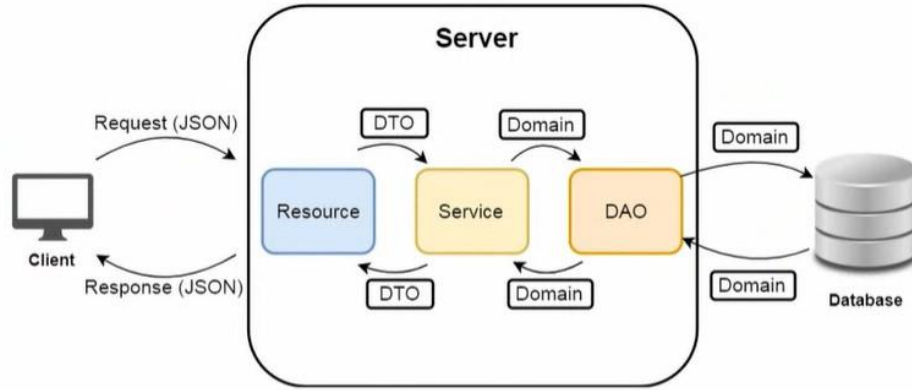 Server
Request (JSON)
DTO
Domain
Domain
Resource
Service
DAO
Client
Response (JSON)
DTO
Domain
Domain
Database